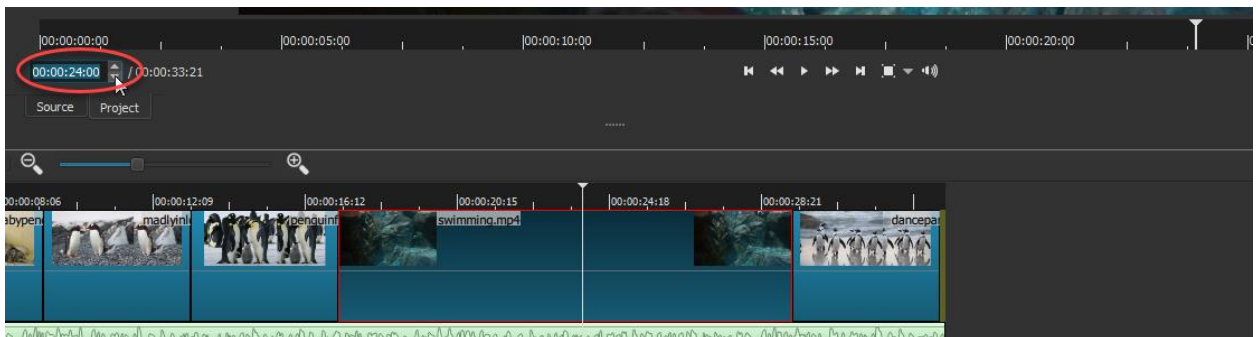 00:00:00:00 00:00:05:00 00:00:10:00 00:00:15:00 00:00:20:00
00:00:24:00 / 00:00:33:21
Source Project
00:00:08:06 00:00:12:09 00:00:16:12 00:00:20:15 00:00:24:18 00:00:28:21
abypen madlyinl penguinf swimming.mp4 dancepar